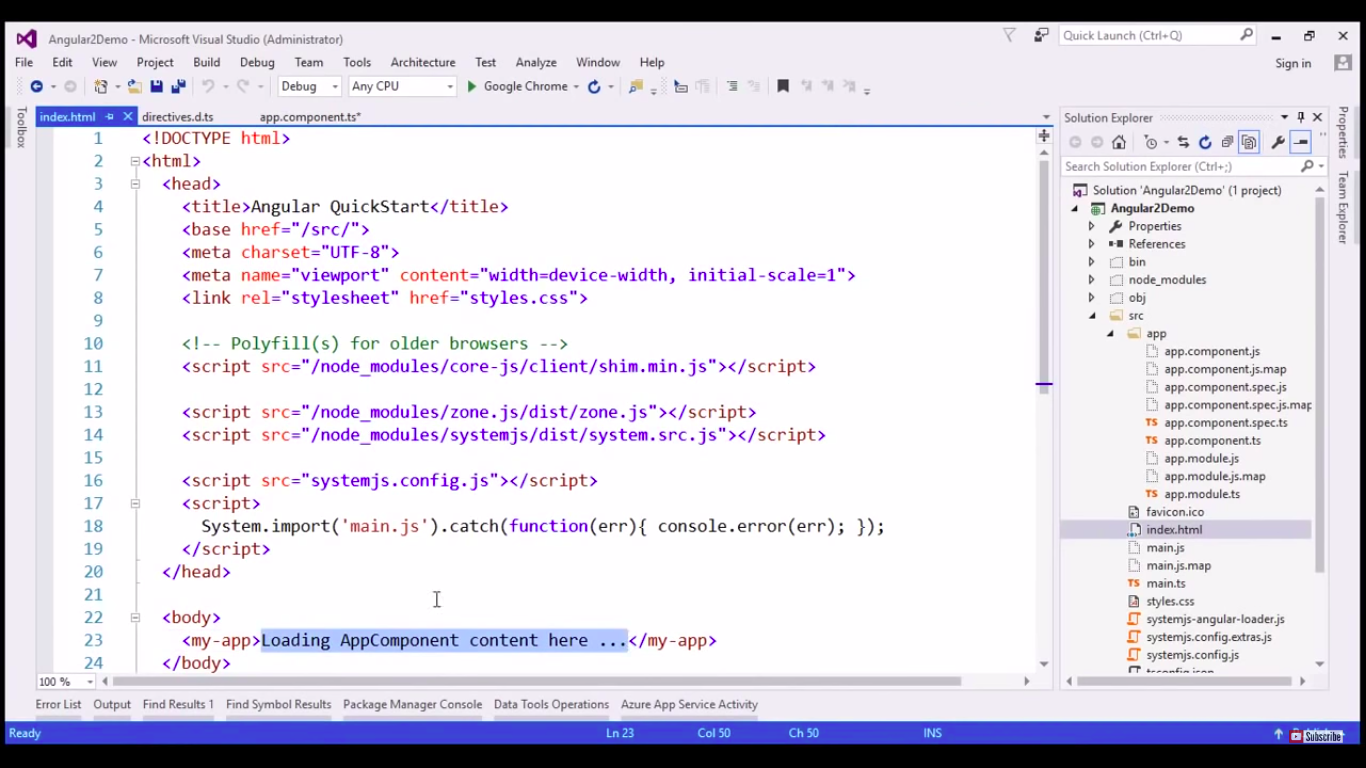 Angular2Demo - Microsoft Visual Studio (Administrator)
Quick Launch (Ctrl+Q)
File Edit View Project Build Debug Team Tools Architecture Test Analyze Window Help
Sign in
Debug Any CPU Google Chrome
Toolbox
index.html directives.d.ts app.component.ts*
1 <!DOCTYPE html>
2 <html>
3 <head>
4 <title>Angular QuickStart</title>
5 <base href="/src/">
6 <meta charset="UTF-8">
7 <meta name="viewport" content="width=device-width, initial-scale=1">
8 <link rel="stylesheet" href="styles.css">
9
10 <!-- Polyfill(s) for older browsers -->
11 <script src="/node_modules/core-js/client/shim.min.js"></script>
12
13 <script src="/node_modules/zone.js/dist/zone.js"></script>
14 <script src="/node_modules/systemjs/dist/system.src.js"></script>
15
16 <script src="systemjs.config.js"></script>
17 <script>
18 System.import('main.js').catch(function(err){ console.error(err); });
19 </script>
20 </head>
21
22 <body>
23 <my-app>Loading AppComponent content here ...</my-app>
24 </body>
100 %
Solution Explorer
Search Solution Explorer (Ctrl+;)
Solution 'Angular2Demo' (1 project)
Angular2Demo
Properties
References
bin
node_modules
obj
src
app
app.component.js
app.component.js.map
app.component.spec.js
app.component.spec.js.map
TS app.component.spec.ts
TS app.component.ts
app.module.js
app.module.js.map
TS app.module.ts
favicon.ico
index.html
main.js
main.js.map
TS main.ts
styles.css
systemjs-angular-loader.js
systemjs.config.extras.js
systemjs.config.js
tsconfig.json
Properties
Team Explorer
Error List Output Find Results 1 Find Symbol Results Package Manager Console Data Tools Operations Azure App Service Activity
Ready Ln 23 Col 50 Ch 50 INS
Subscribe